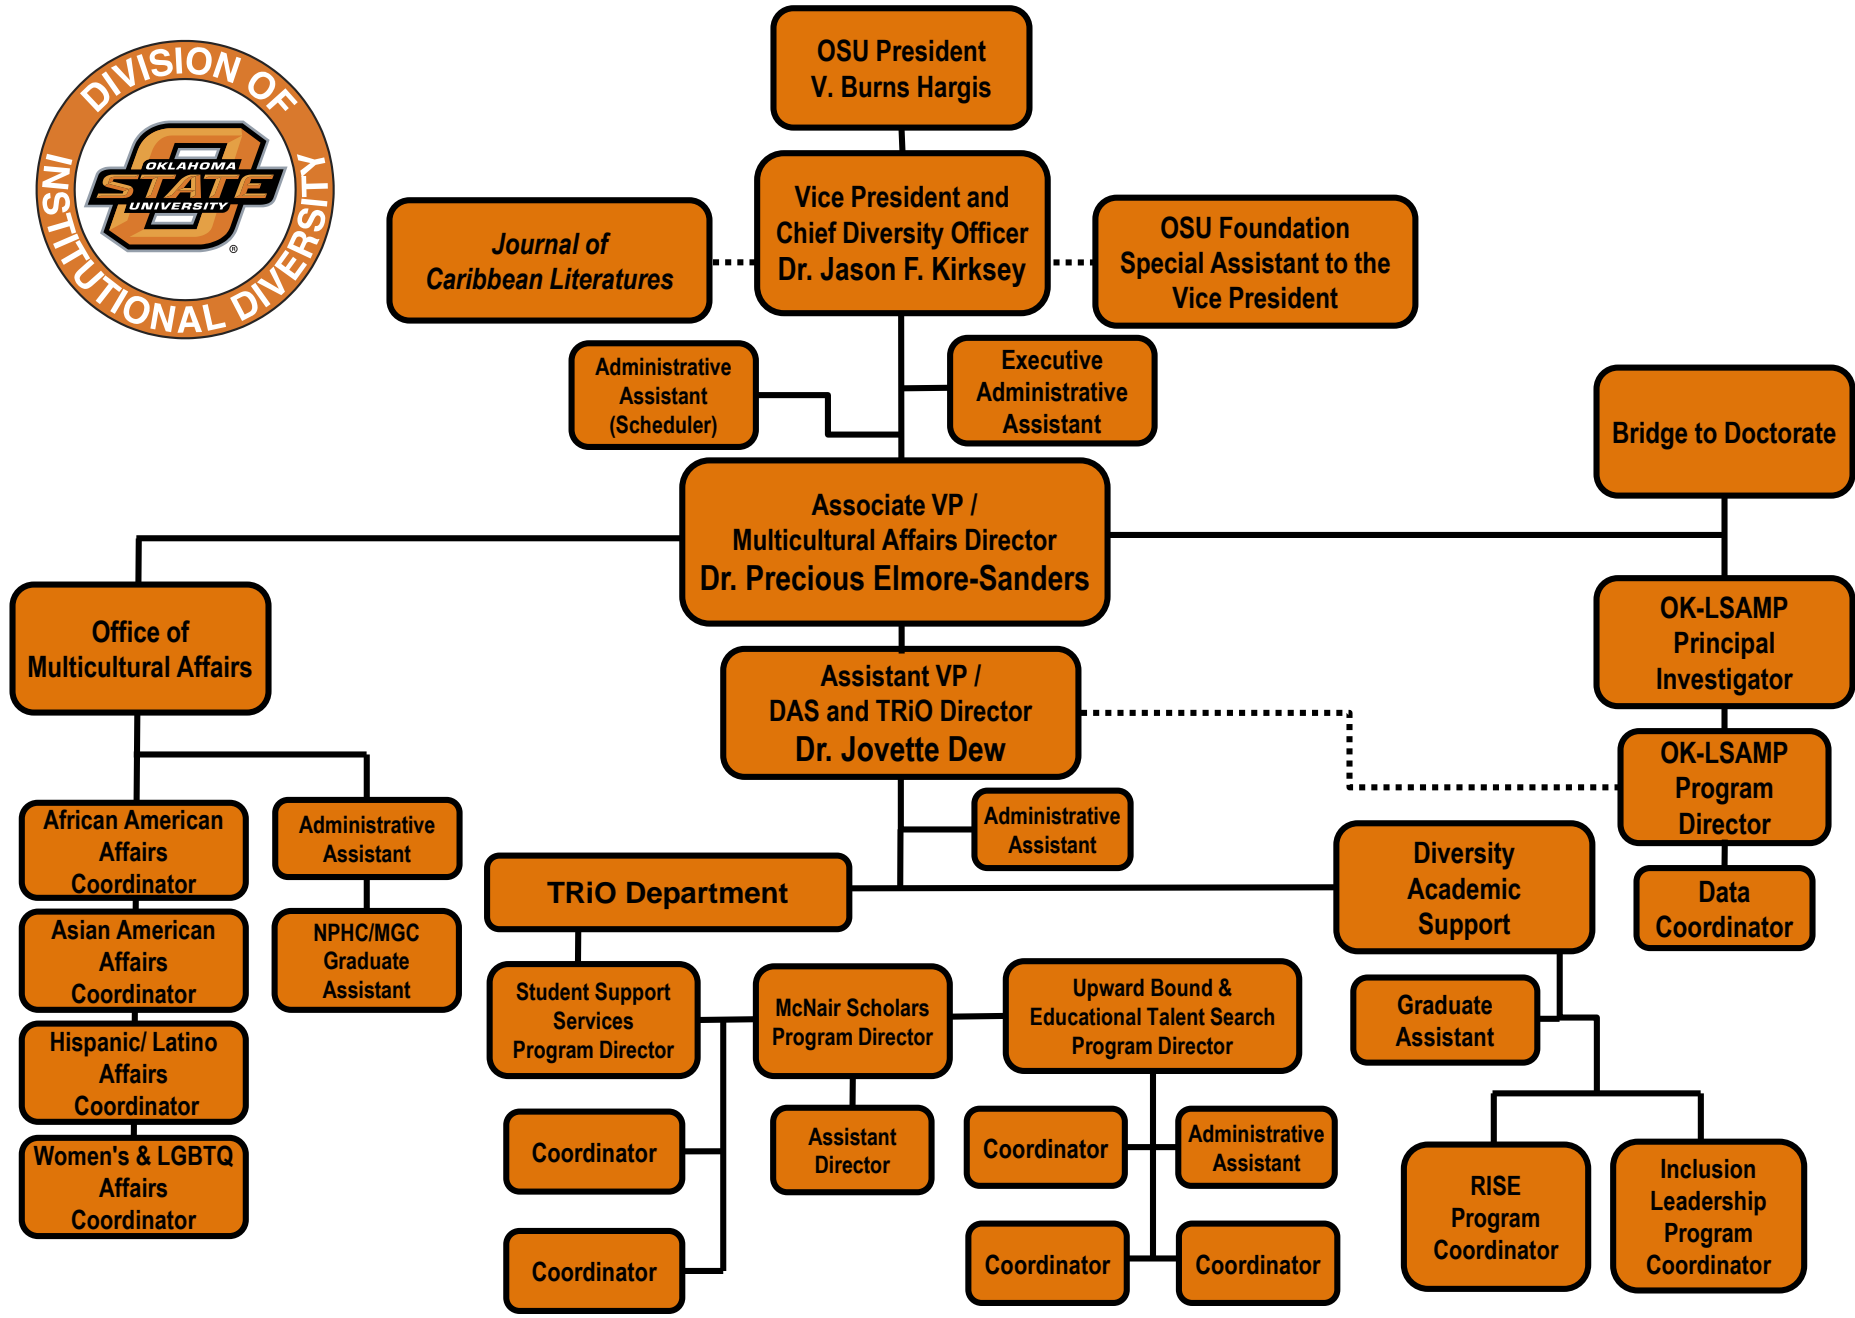 DIVISION OF
INSTITUTIONAL DIVERSITY
OKLAHOMA
STATE
UNIVERSITY
®
OSU President
V. Burns Hargis
Vice President and
Chief Diversity Officer
Dr. Jason F. Kirksey
Journal of
Caribbean Literatures
OSU Foundation
Special Assistant to the
Vice President
Administrative
Assistant
(Scheduler)
Executive
Administrative
Assistant
Bridge to Doctorate
Associate VP /
Multicultural Affairs Director
Dr. Precious Elmore-Sanders
Office of
Multicultural Affairs
OK-LSAMP
Principal
Investigator
Assistant VP /
DAS and TRiO Director
Dr. Jovette Dew
OK-LSAMP
Program
Director
African American
Affairs
Coordinator
Administrative
Assistant
Administrative
Assistant
TRiO Department
Diversity
Academic
Support
Data
Coordinator
Asian American
Affairs
Coordinator
NPHC/MGC
Graduate
Assistant
Student Support
Services
Program Director
McNair Scholars
Program Director
Upward Bound &
Educational Talent Search
Program Director
Graduate
Assistant
Hispanic/ Latino
Affairs
Coordinator
Coordinator
Assistant
Director
Coordinator
Administrative
Assistant
Women's & LGBTQ
Affairs
Coordinator
RISE
Program
Coordinator
Inclusion
Leadership
Program
Coordinator
Coordinator
Coordinator
Coordinator